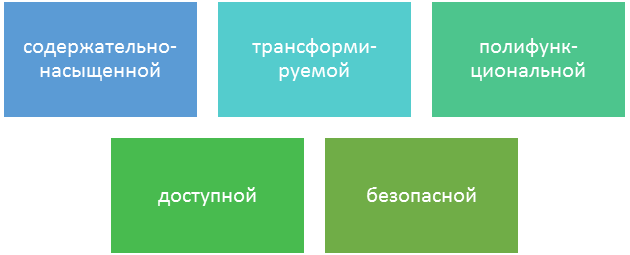 содержательно-
насыщенной
трансформи-
руемой
полифунк-
циональной
доступной
безопасной